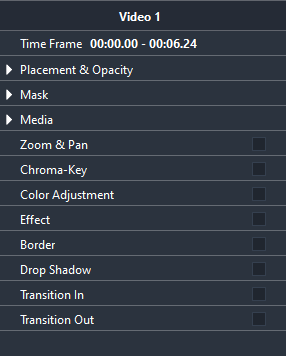 Video 1
Time Frame 00:00.00 - 00:06.24
Placement & Opacity
Mask
Media
Zoom & Pan
Chroma-Key
Color Adjustment
Effect
Border
Drop Shadow
Transition In
Transition Out